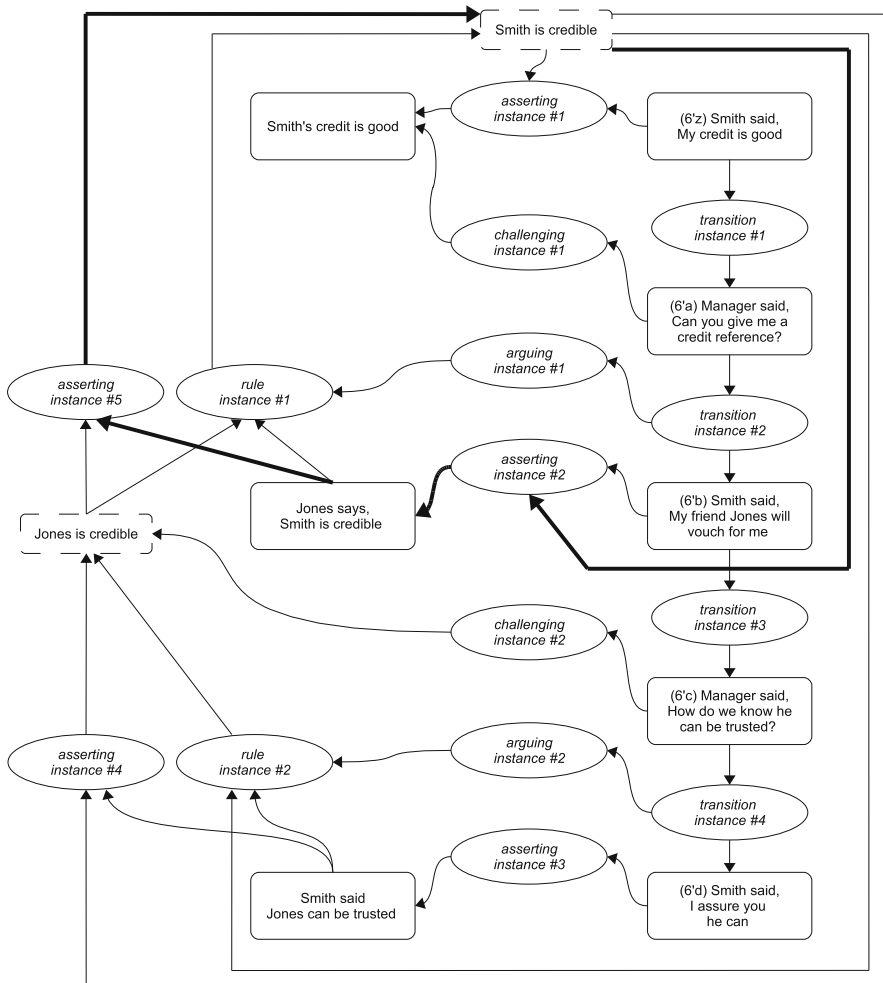 Smith is credible
Smith's credit is good
asserting
instance #1
(6'z) Smith said,
My credit is good
transition
instance #1
challenging
instance #1
(6'a) Manager said,
Can you give me a
credit reference?
asserting
instance #5
rule
instance #1
arguing
instance #1
transition
instance #2
asserting
instance #2
Jones says,
Smith is credible
(6'b) Smith said,
My friend Jones will
vouch for me
Jones is credible
transition
instance #3
challenging
instance #2
(6'c) Manager said,
How do we know he
can be trusted?
asserting
instance #4
rule
instance #2
arguing
instance #2
transition
instance #4
asserting
instance #3
Smith said
Jones can be trusted
(6'd) Smith said,
I assure you
he can